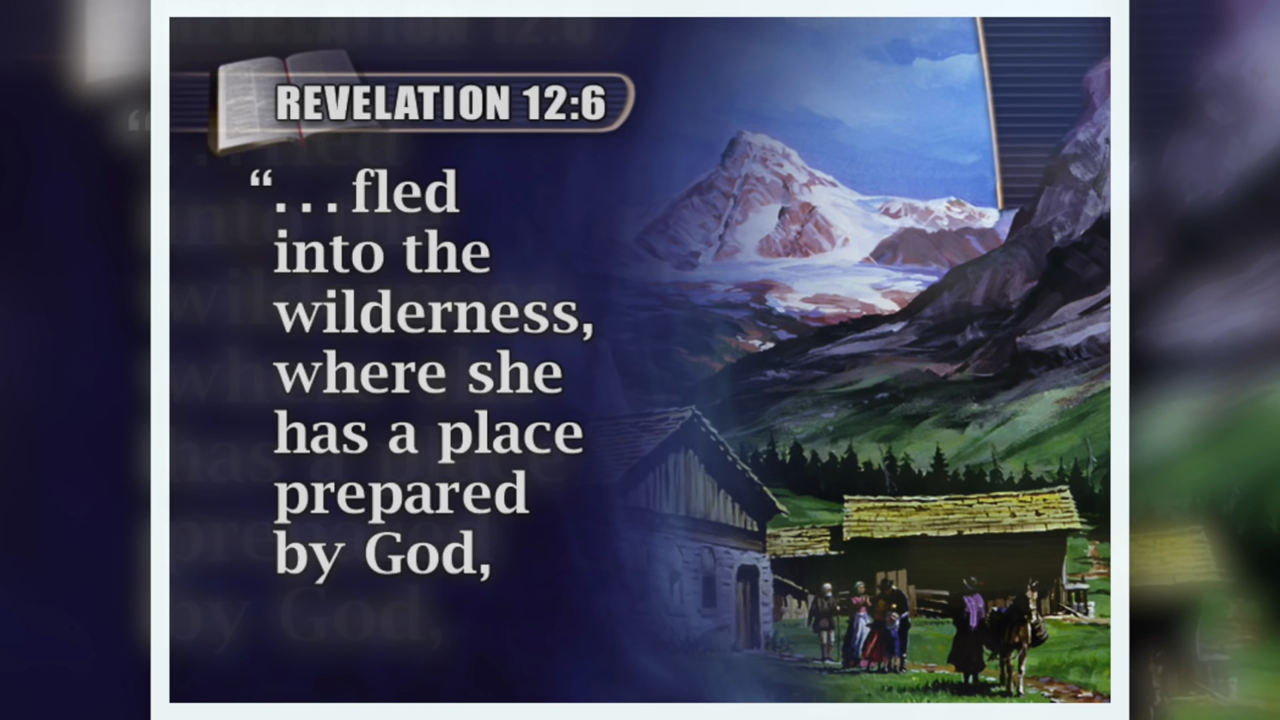 REVELATION 12:6
“...fled
into the
wilderness,
where she
has a place
prepared
by God,